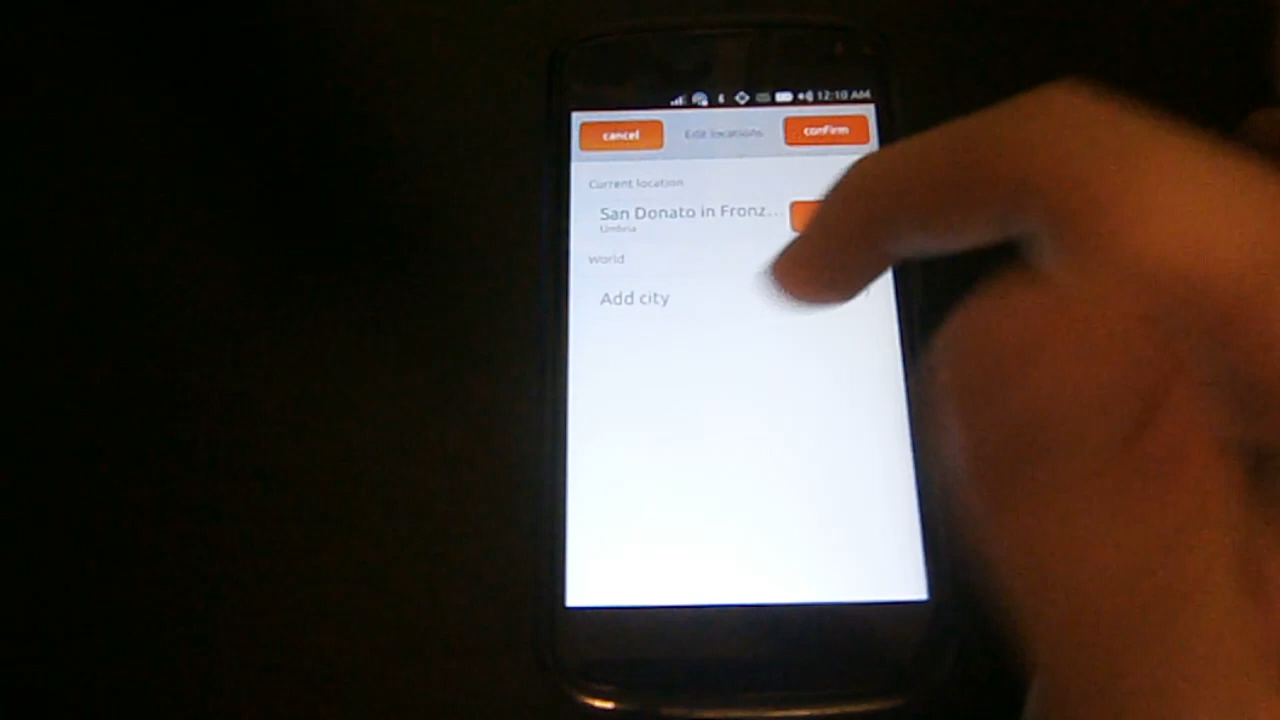 12:10 AM
cancel Edit locations confirm
Current location
San Donato in Fronz...
Umbria
World
Add city